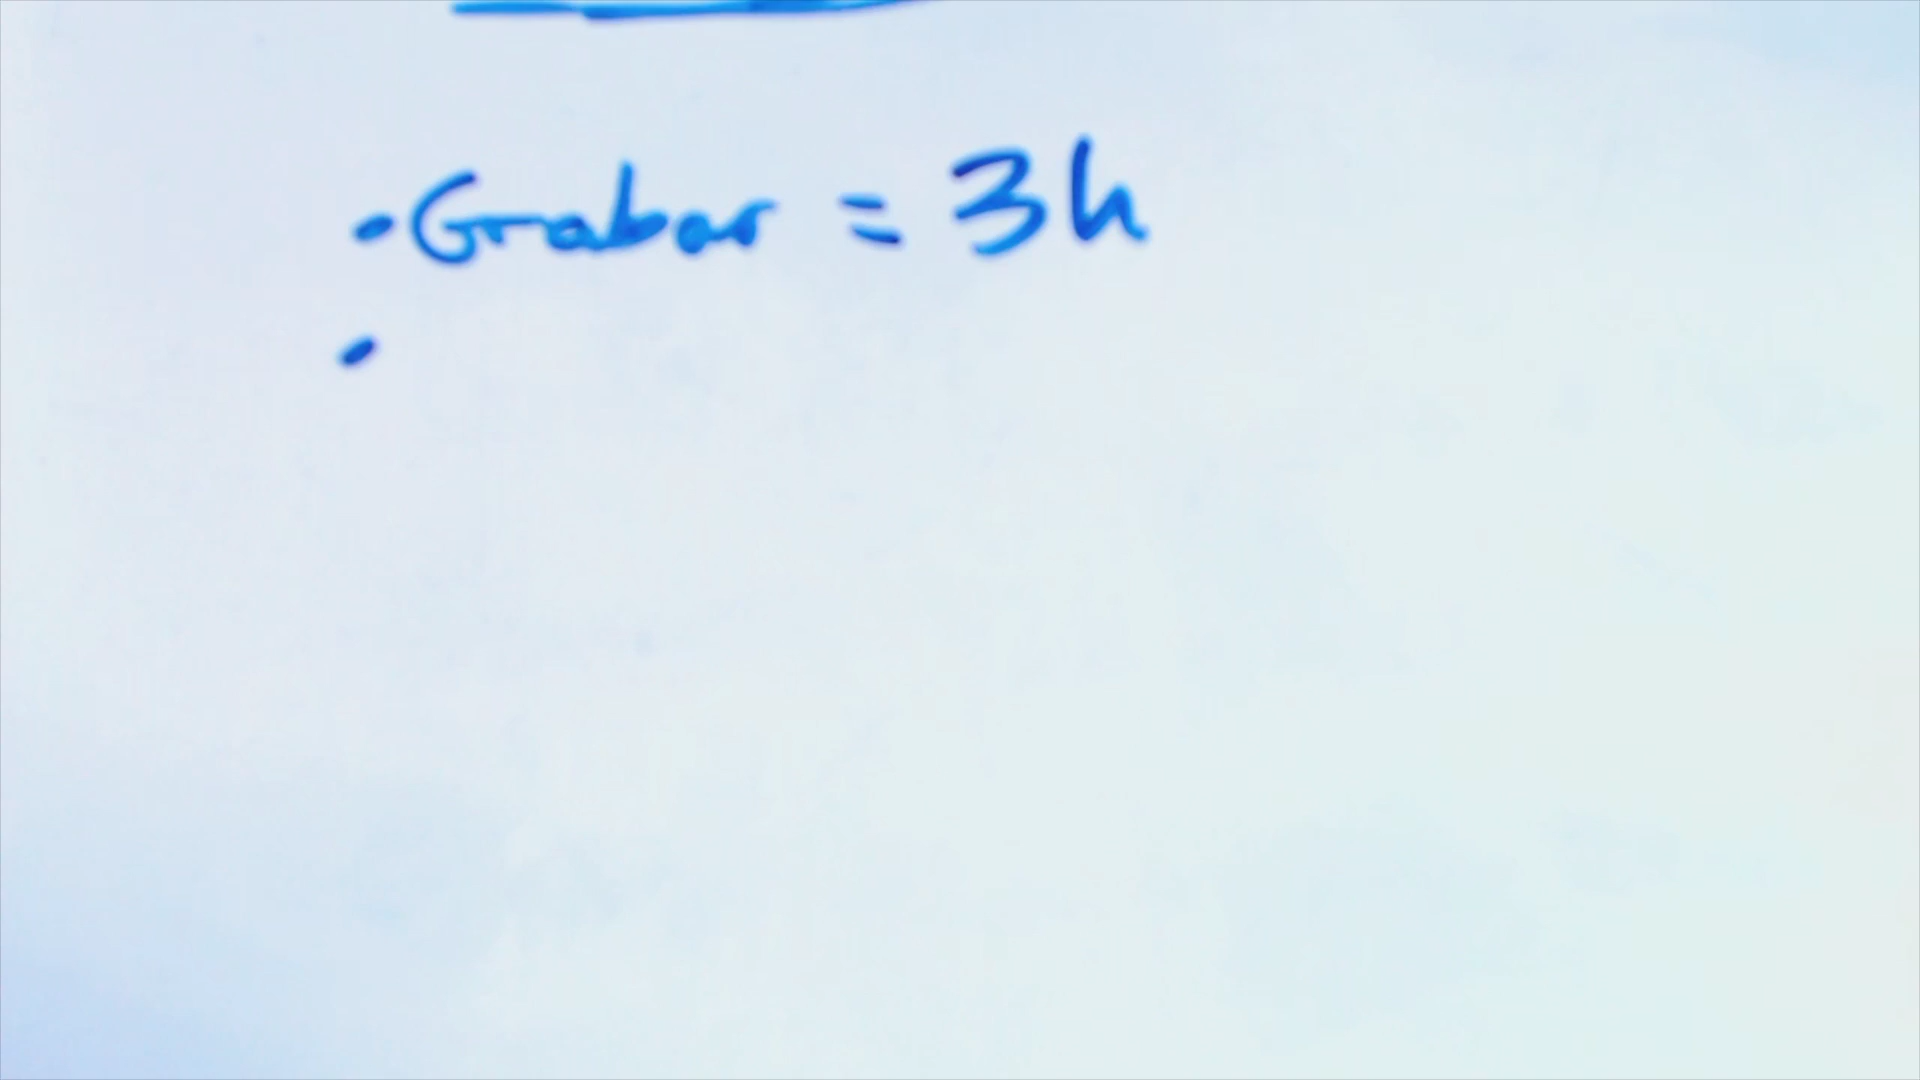 • Grabar = 3h
•